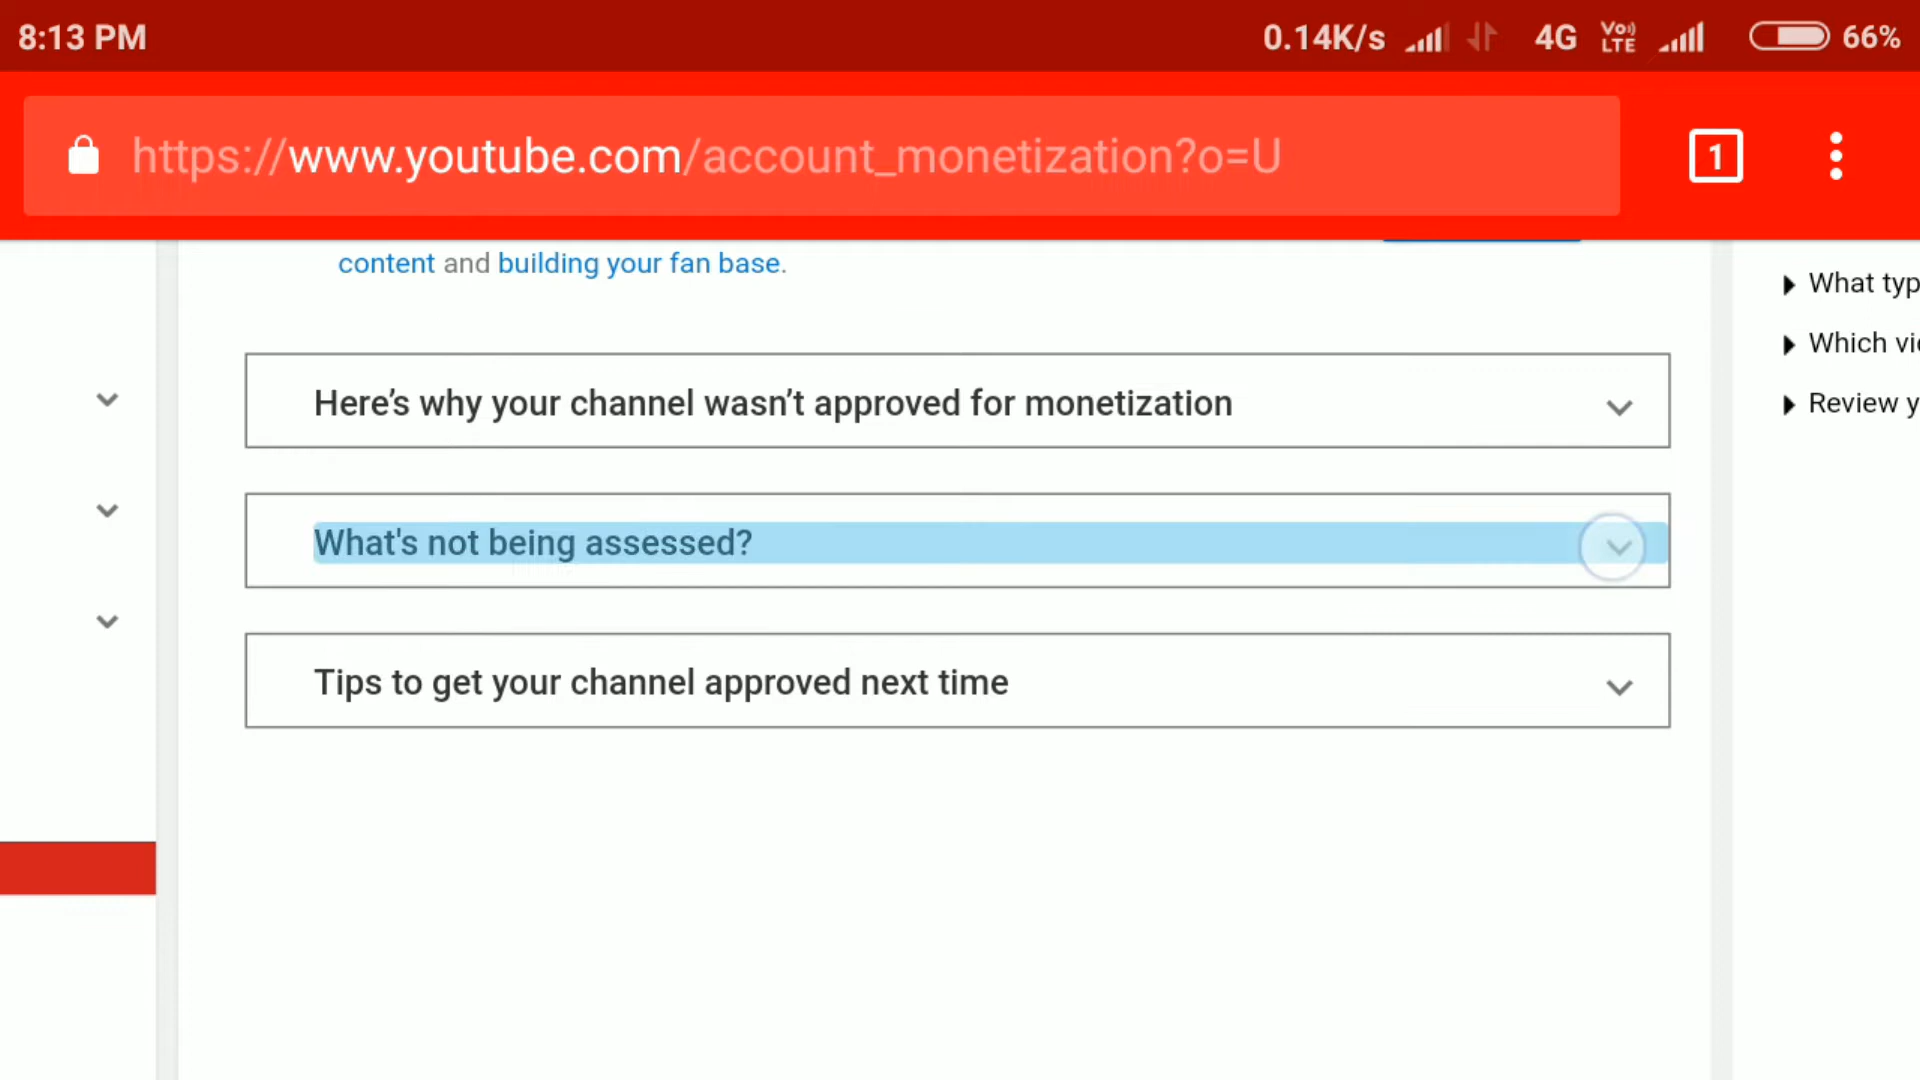 8:13 PM
0.14K/s 4G Vo)) LTE 66%
https://www.youtube.com/account_monetization?o=U
1
content and building your fan base.
What typ
Here’s why your channel wasn’t approved for monetization
Which vi
Review y
What's not being assessed?
Tips to get your channel approved next time